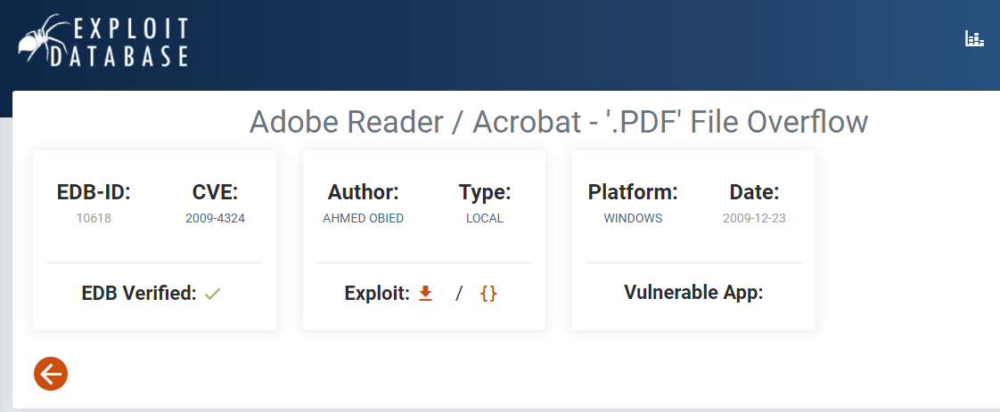 EXPLOIT
DATABASE
Adobe Reader / Acrobat - '.PDF' File Overflow
EDB-ID:
10618
CVE:
2009-4324
EDB Verified:
Author:
AHMED OBIED
Type:
LOCAL
Exploit: / {}
Platform:
WINDOWS
Date:
2009-12-23
Vulnerable App: